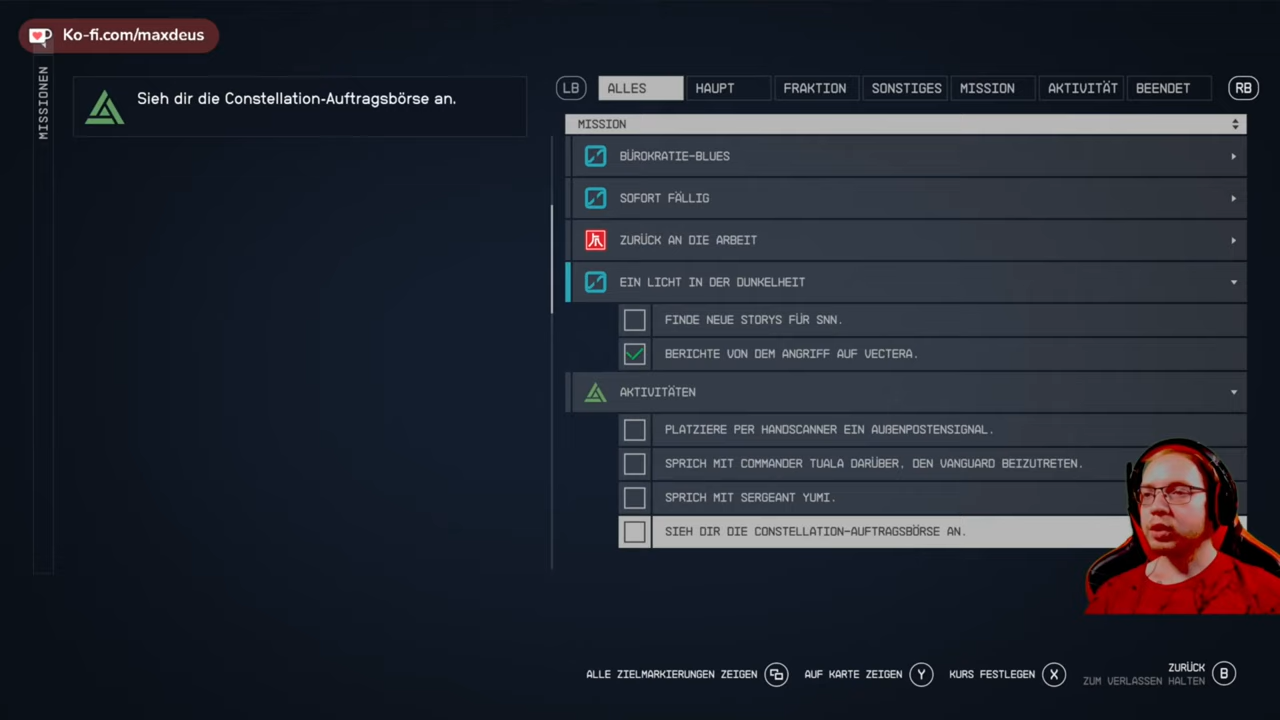 Ko-fi.com/maxdeus
MISSIONEN
Sieh dir die Constellation-Auftragsbörse an.
LB
ALLES
HAUPT
FRAKTION
SONSTIGES
MISSION
AKTIVITÄT
BEENDET
RB
MISSION
BÜROKRATIE-BLUES
SOFORT FÄLLIG
ZURÜCK AN DIE ARBEIT
EIN LICHT IN DER DUNKELHEIT
FINDE NEUE STORYS FÜR SNN.
BERICHTE VON DEM ANGRIFF AUF VECTERA.
AKTIVITÄTEN
PLATZIERE PER HANDSCANNER EIN AUßENPOSTENSIGNAL.
SPRICH MIT COMMANDER TUALA DARÜBER, DEN VANGUARD BEIZUTRETEN.
SPRICH MIT SERGEANT YUMI.
SIEH DIR DIE CONSTELLATION-AUFTRAGSBÖRSE AN.
ALLE ZIELMARKIERUNGEN ZEIGEN
AUF KARTE ZEIGEN Y
KURS FESTLEGEN X
ZURÜCK B
ZUM VERLASSEN HALTEN